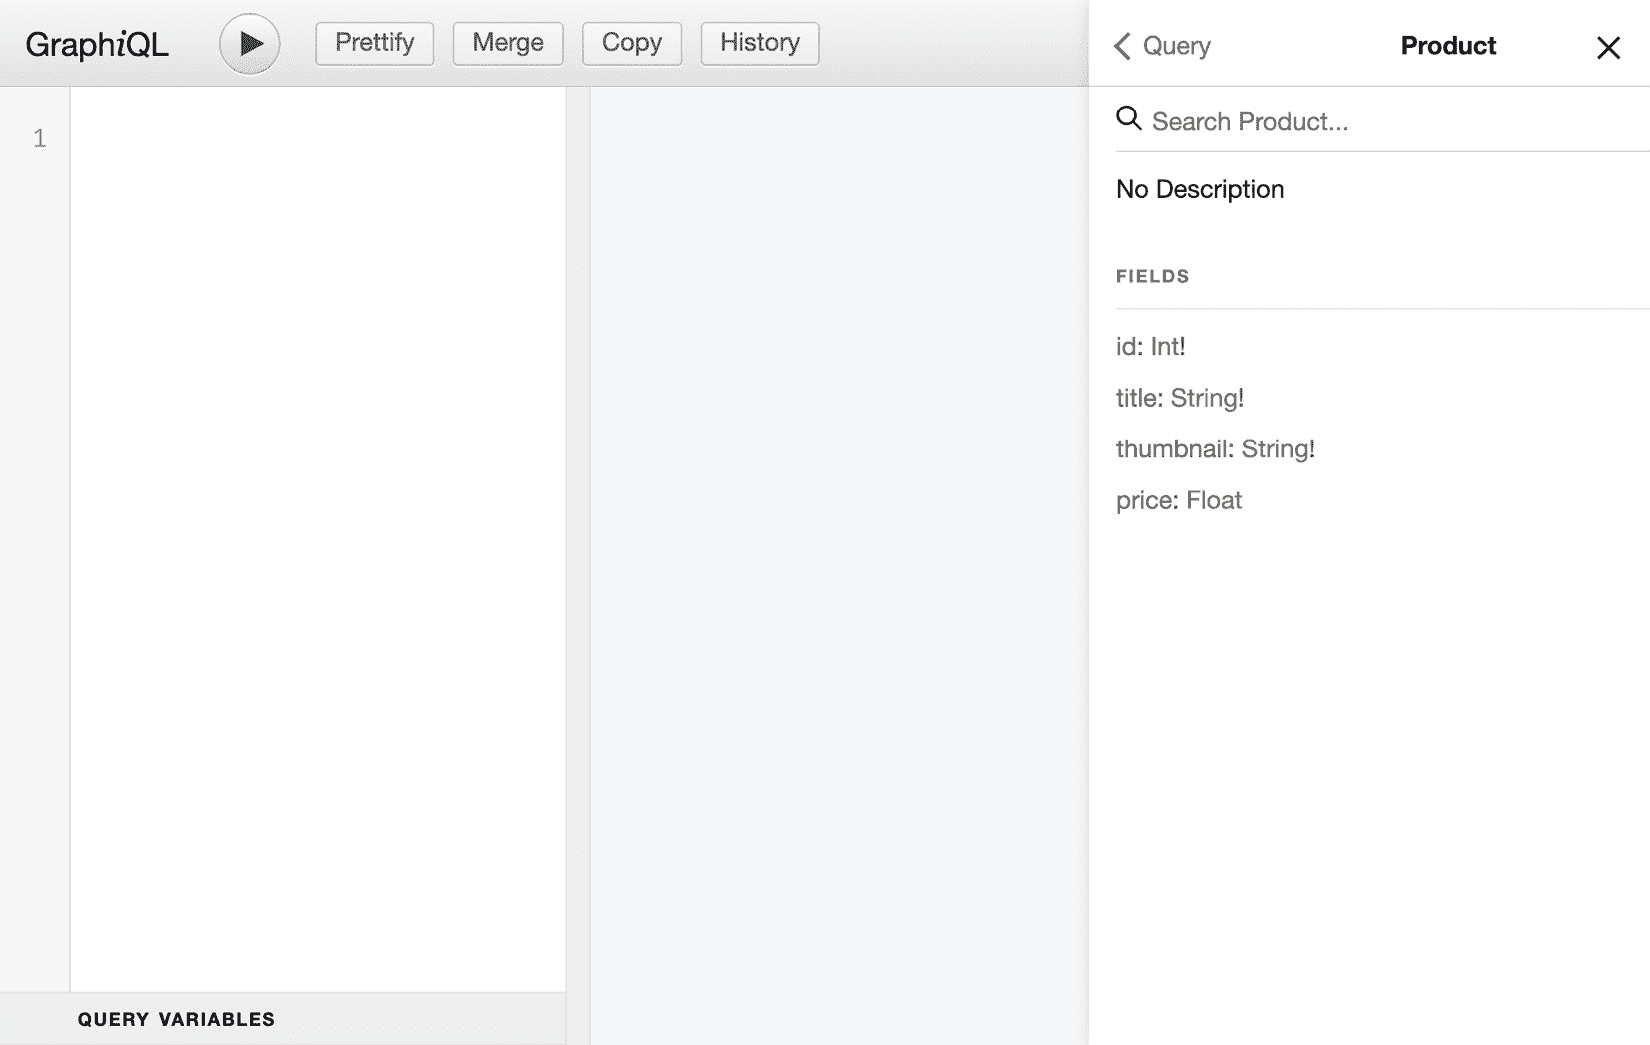 GraphiQL Prettify Merge Copy History
1
QUERY VARIABLES
Query Product
Search Product...
No Description
FIELDS
id: Int!
title: String!
thumbnail: String!
price: Float